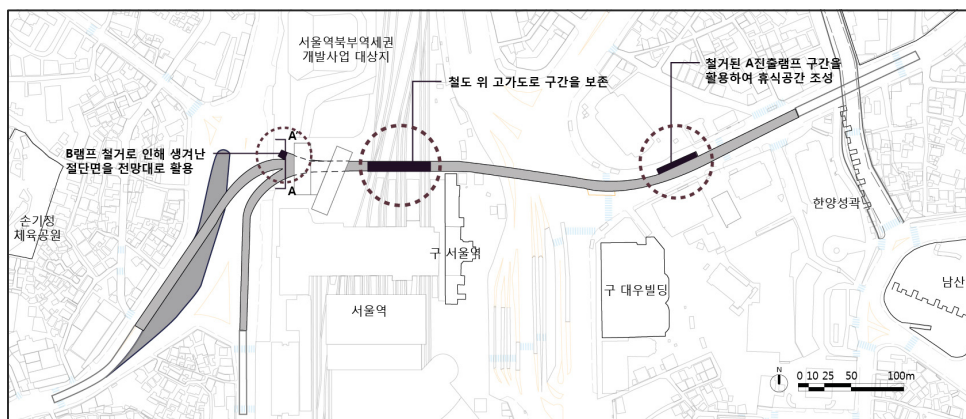 서울역북부역세권
개발사업 대상지
철도 위 고가도로 구간을 보존
철거된 A진출램프 구간을
활용하여 휴식공간 조성
A'
B램프 철거로 인해 생겨난
절단면을 전망대로 활용
A
손기정
체육공원
한양성곽
구 서울역
구 대우빌딩
남산
서울역
N
0 10 25 50 100m